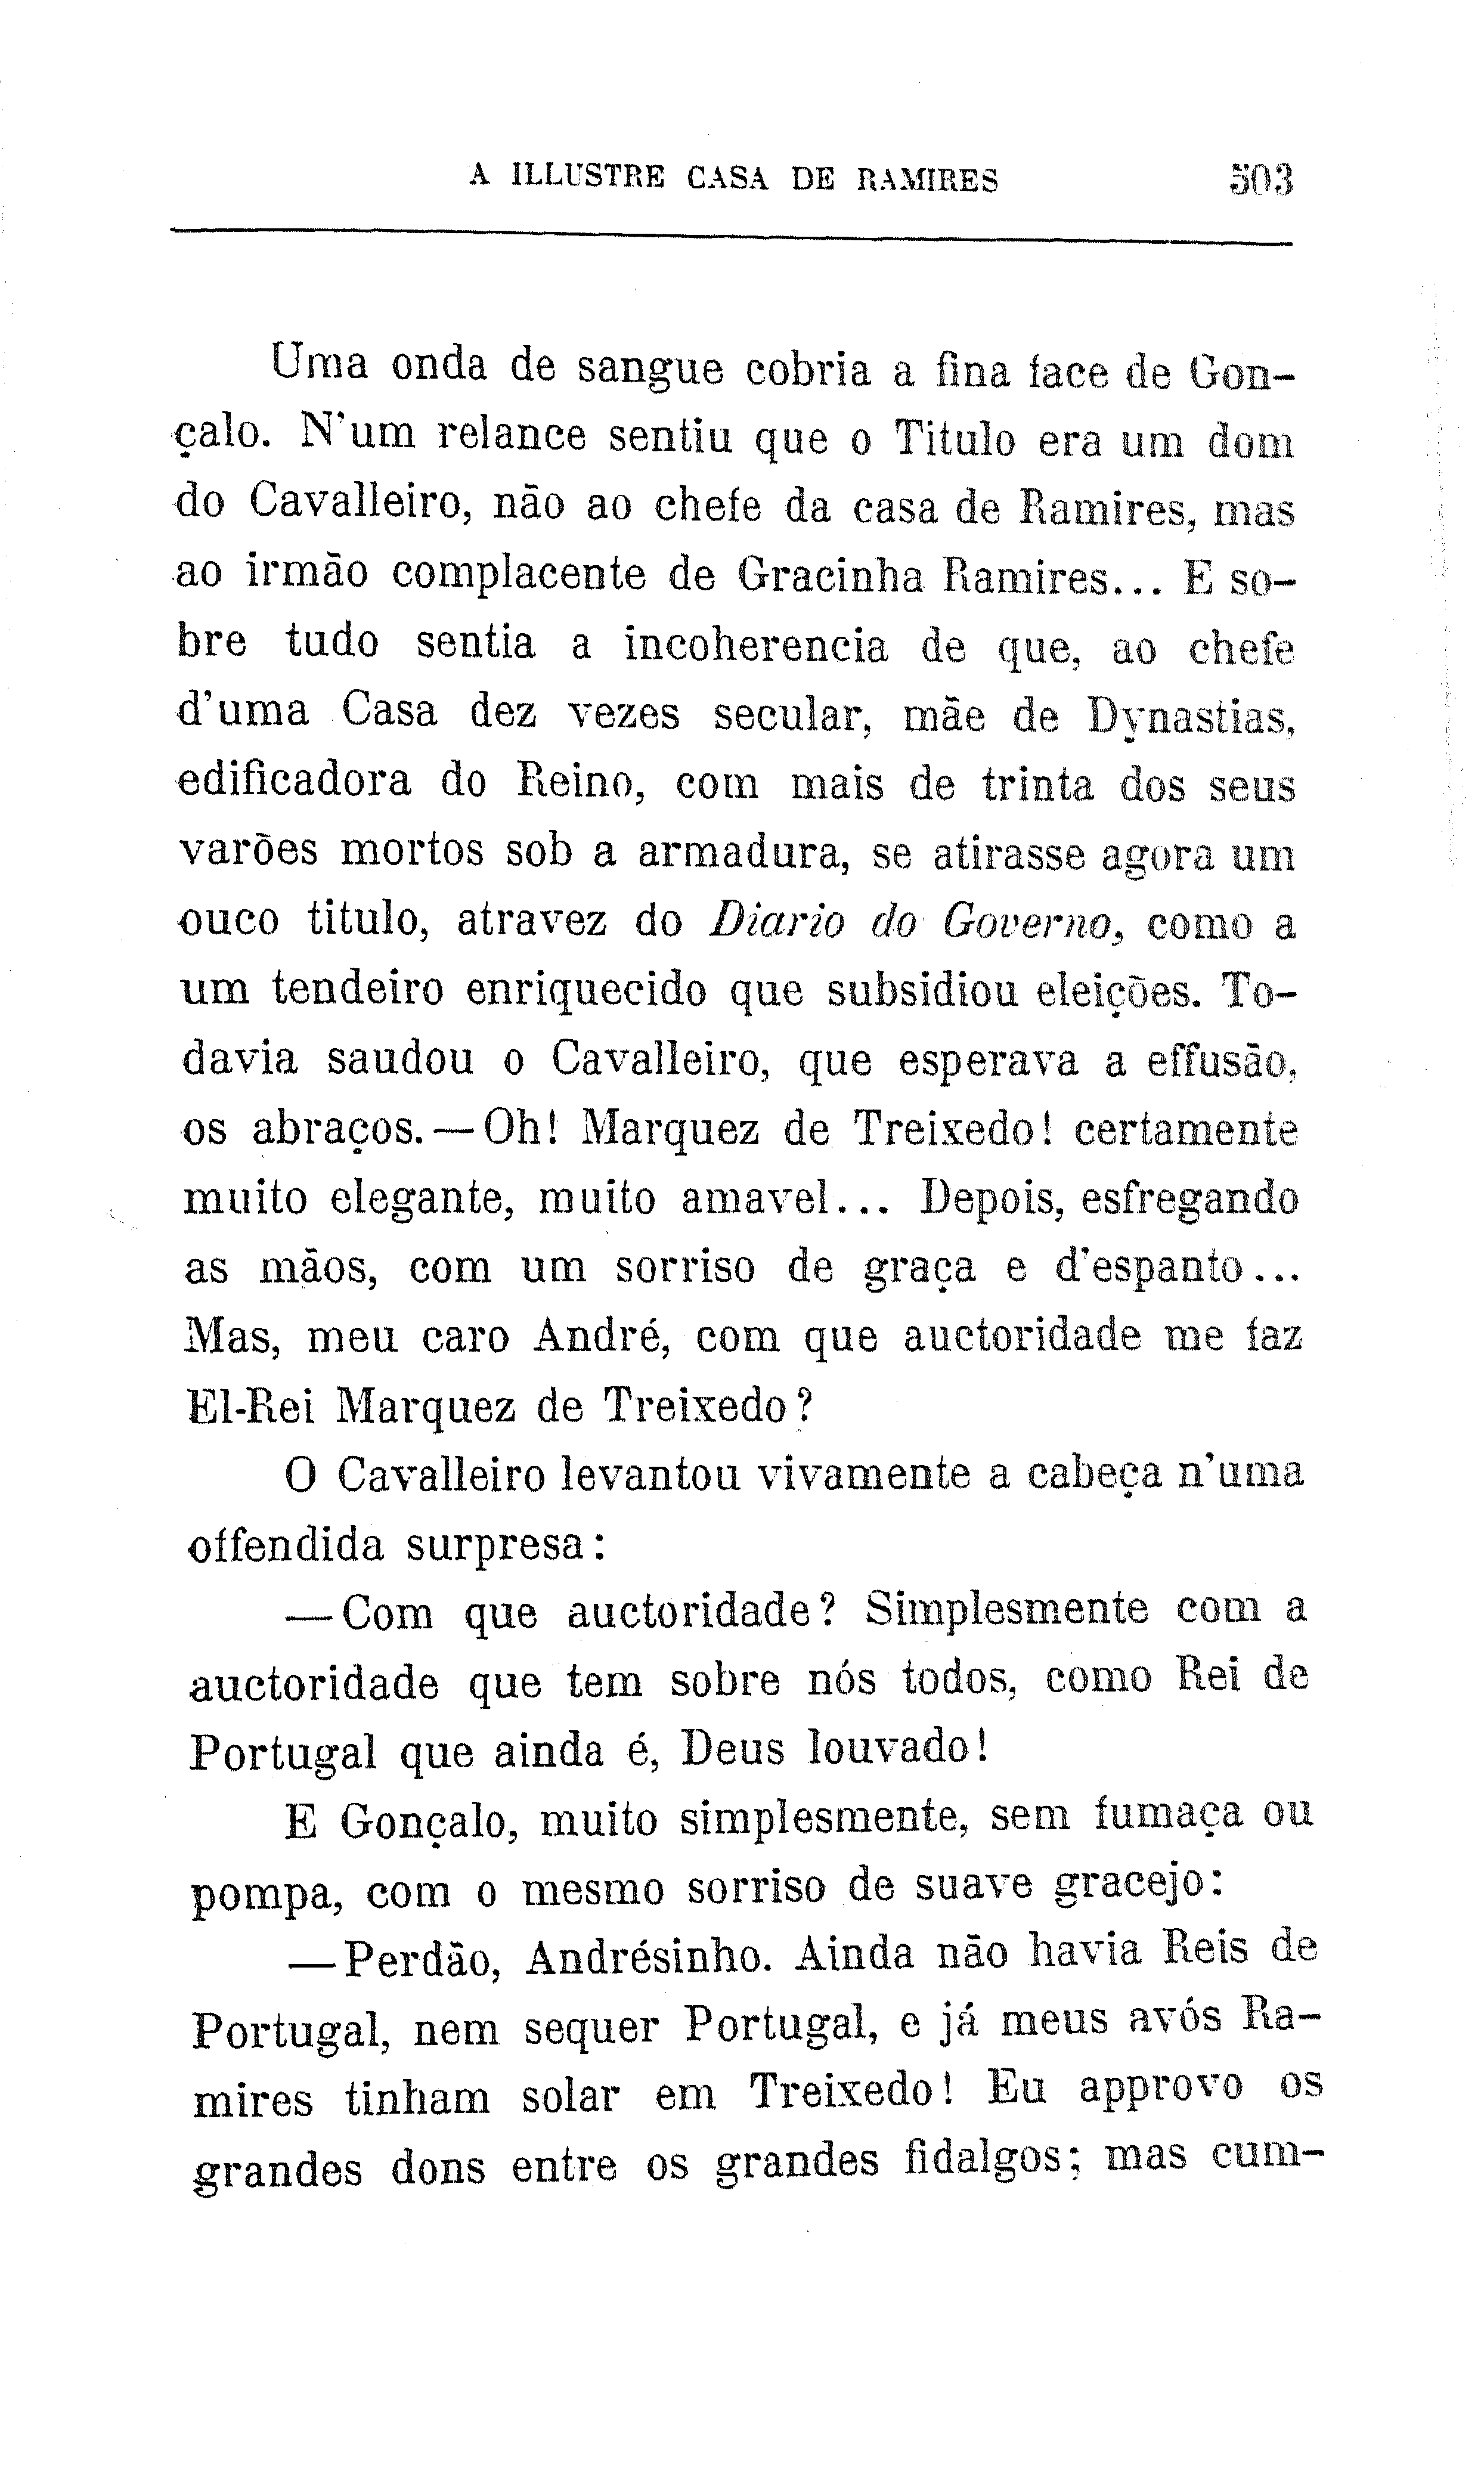 A ILLUSTRE CASA DE RAMIRES 503
Uma onda de sangue cobria a fina face de Gon-
çalo. N'um relance sentiu que o Titulo era um dom
do Cavalleiro, não ao chefe da casa de Ramires, mas
ao irmão complacente de Gracinha Ramires... E so-
bre tudo sentia a incoherencia de que, ao chefe
d'uma Casa dez vezes secular, mãe de Dynastias,
edificadora do Reino, com mais de trinta dos seus
varões mortos sob a armadura, se atirasse agora um
ouco titulo, atravez do Diario do Governo, como a
um tendeiro enriquecido que subsidiou eleições. To-
davia saudou o Cavalleiro, que esperava a effusão,
os abraços.—Oh! Marquez de Treixedo! certamente
muito elegante, muito amavel... Depois, esfregando
as mãos, com um sorriso de graça e d'espanto...
Mas, meu caro André, com que auctoridade me faz
El-Rei Marquez de Treixedo?
O Cavalleiro levantou vivamente a cabeça n'uma
offendida surpresa:
—Com que auctoridade? Simplesmente com a
auctoridade que tem sobre nós todos, como Rei de
Portugal que ainda é, Deus louvado!
E Gonçalo, muito simplesmente, sem fumaça ou
pompa, com o mesmo sorriso de suave gracejo:
—Perdão, Andrésinho. Ainda não havia Reis de
Portugal, nem sequer Portugal, e já meus avós Ra-
mires tinham solar em Treixedo! Eu approvo os
grandes dons entre os grandes fidalgos; mas cum-